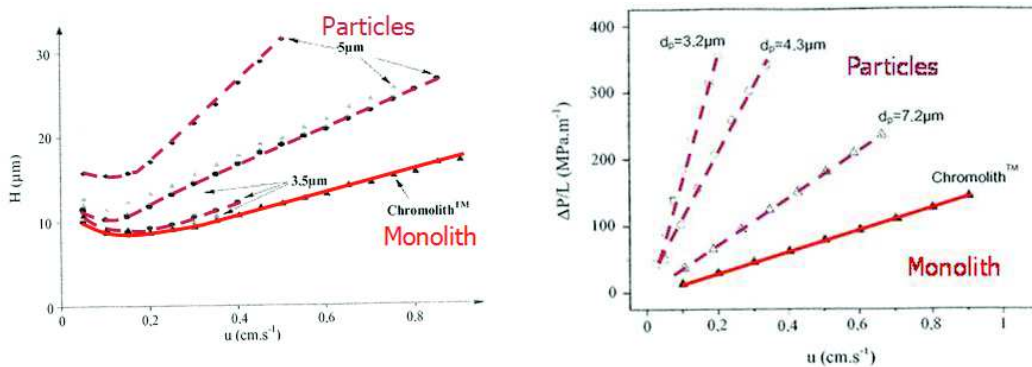 Particles
5µm
3.5µm
Chromolith™
Monolith
H (µm)
30
20
10
0
0
0.2
0.4
0.6
0.8
u (cm.s⁻¹)
Particles
dₚ=3.2µm
dₚ=4.3µm
dₚ=7.2µm
Chromolith™
Monolith
ΔP/L (MPa.m⁻¹)
400
300
200
100
0
0
0,2
0,4
0,6
0,8
1
u (cm.s⁻¹)